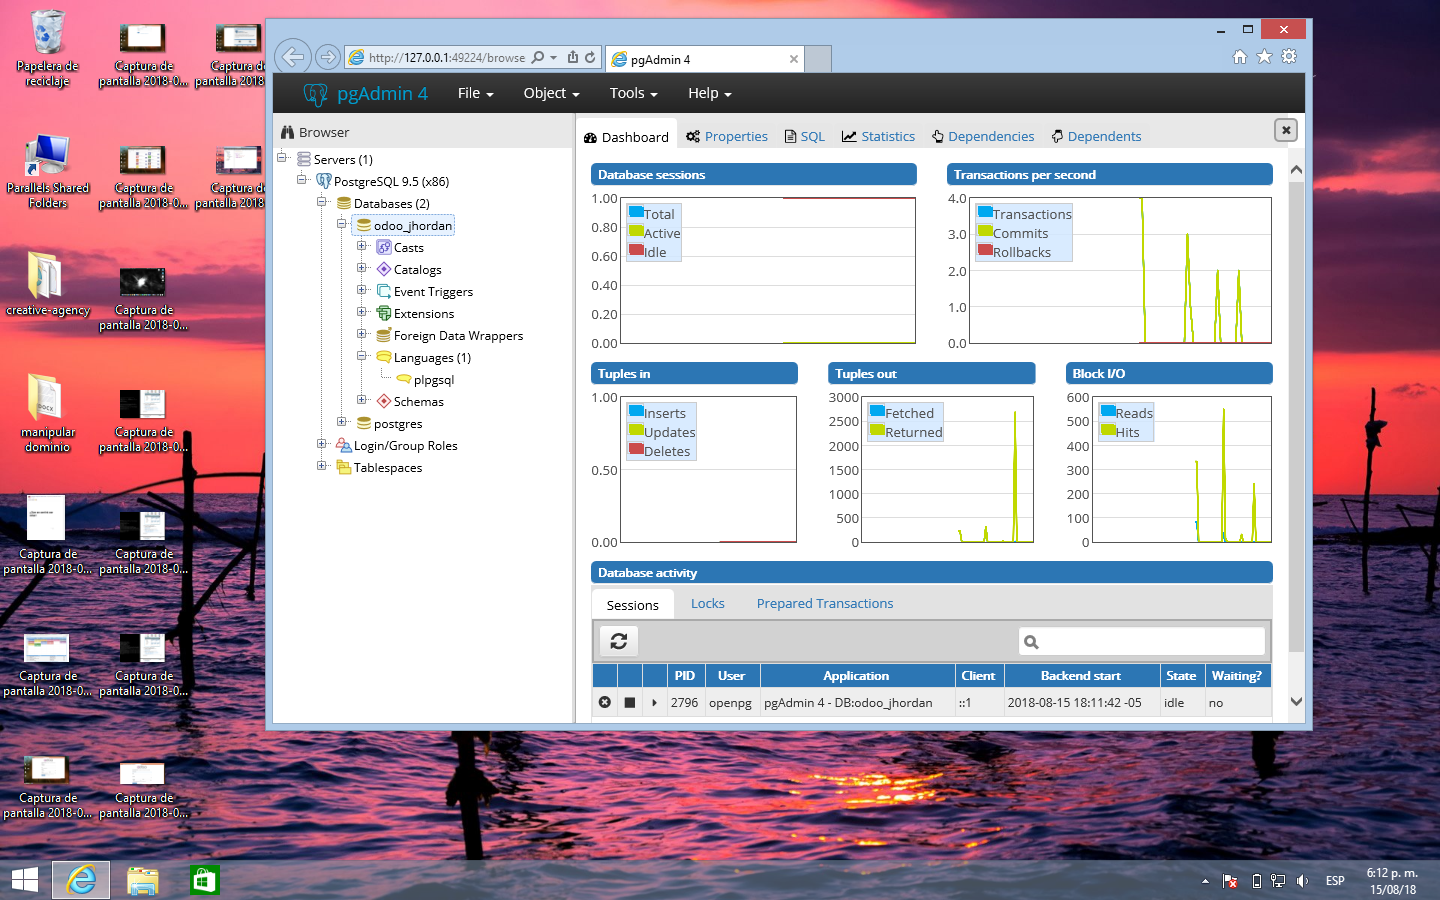 Papelera de
reciclaje
Captura de
pantalla 2018-0...
Captura de
pantalla 2018-0
Parallels Shared
Folders
Captura de
pantalla 2018-0...
Captura de
pantalla 2018-0
creative-agency
Captura de
pantalla 2018-0...
manipular
dominio
Captura de
pantalla 2018-0...
Captura de
pantalla 2018-0...
Captura de
pantalla 2018-0...
Captura de
pantalla 2018-0...
Captura de
pantalla 2018-0...
Captura de
pantalla 2018-0...
Captura de
pantalla 2018-0...
http://127.0.0.1:49224/browse
pgAdmin 4
pgAdmin 4 File Object Tools Help
Browser
Servers (1)
PostgreSQL 9.5 (x86)
Databases (2)
odoo_jhordan
Casts
Catalogs
Event Triggers
Extensions
Foreign Data Wrappers
Languages (1)
plpgsql
Schemas
postgres
Login/Group Roles
Tablespaces
Dashboard Properties SQL Statistics Dependencies Dependents
Database sessions
1.00
0.80
0.60
0.40
0.20
0.00
Total
Active
Idle
Transactions per second
4.0
3.0
2.0
1.0
0.0
Transactions
Commits
Rollbacks
Tuples in
1.00
0.50
0.00
Inserts
Updates
Deletes
Tuples out
3000
2500
2000
1500
1000
500
0
Fetched
Returned
Block I/O
600
500
400
300
200
100
0
Reads
Hits
Database activity
Sessions Locks Prepared Transactions
PID User Application Client Backend start State Waiting?
2796 openpg pgAdmin 4 - DB:odoo_jhordan ::1 2018-08-15 18:11:42 -05 idle no
ESP
6:12 p. m.
15/08/18